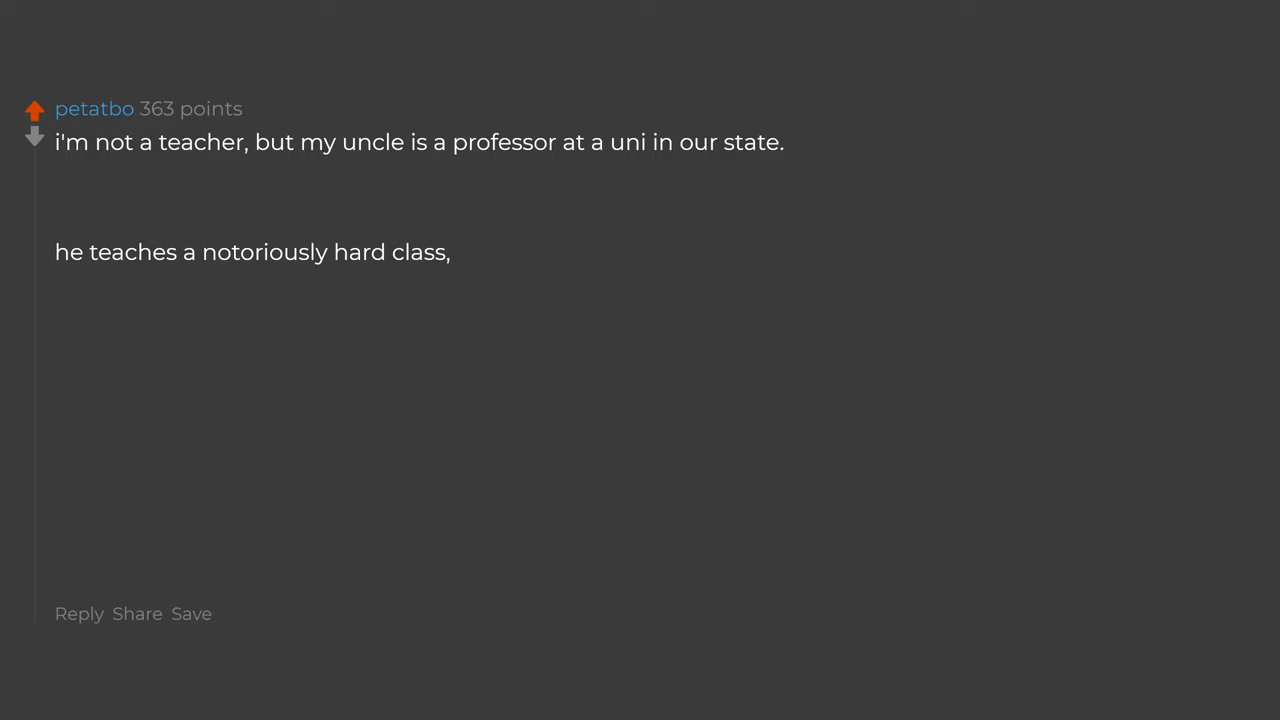 petatbo 363 points
i'm not a teacher, but my uncle is a professor at a uni in our state.
he teaches a notoriously hard class,
Reply Share Save